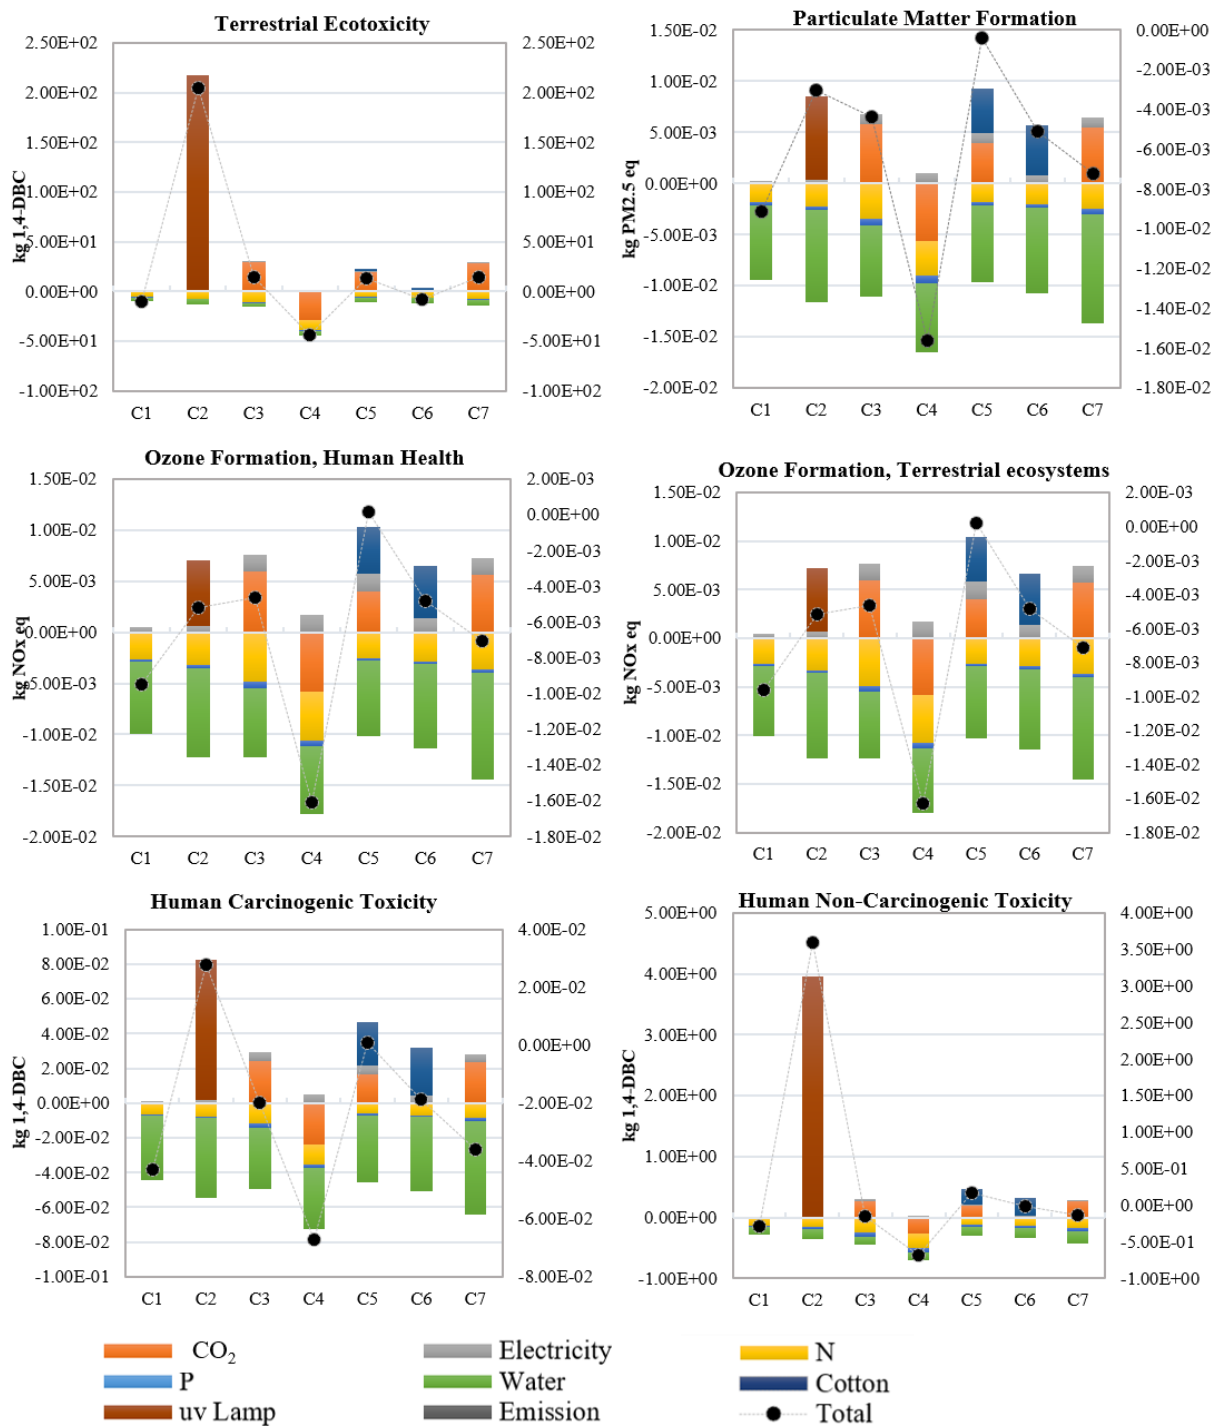 Terrestrial Ecotoxicity
kg 1,4-DBC
2.50E+02
2.00E+02
1.50E+02
1.00E+02
5.00E+01
0.00E+00
-5.00E+01
-1.00E+02
2.50E+02
2.00E+02
1.50E+02
1.00E+02
5.00E+01
0.00E+00
-5.00E+01
-1.00E+02
C1 C2 C3 C4 C5 C6 C7
Particulate Matter Formation
kg PM2.5 eq
1.50E-02
1.00E-02
5.00E-03
0.00E+00
-5.00E-03
-1.00E-02
-1.50E-02
-2.00E-02
0.00E+00
-2.00E-03
-4.00E-03
-6.00E-03
-8.00E-03
-1.00E-02
-1.20E-02
-1.40E-02
-1.60E-02
-1.80E-02
C1 C2 C3 C4 C5 C6 C7
Ozone Formation, Human Health
kg NOx eq
1.50E-02
1.00E-02
5.00E-03
0.00E+00
-5.00E-03
-1.00E-02
-1.50E-02
-2.00E-02
2.00E-03
0.00E+00
-2.00E-03
-4.00E-03
-6.00E-03
-8.00E-03
-1.00E-02
-1.20E-02
-1.40E-02
-1.60E-02
-1.80E-02
C1 C2 C3 C4 C5 C6 C7
Ozone Formation, Terrestrial ecosystems
kg NOx eq
1.50E-02
1.00E-02
5.00E-03
0.00E+00
-5.00E-03
-1.00E-02
-1.50E-02
-2.00E-02
2.00E-03
0.00E+00
-2.00E-03
-4.00E-03
-6.00E-03
-8.00E-03
-1.00E-02
-1.20E-02
-1.40E-02
-1.60E-02
-1.80E-02
C1 C2 C3 C4 C5 C6 C7
Human Carcinogenic Toxicity
kg 1,4-DBC
1.00E-01
8.00E-02
6.00E-02
4.00E-02
2.00E-02
0.00E+00
-2.00E-02
-4.00E-02
-6.00E-02
-8.00E-02
-1.00E-01
4.00E-02
2.00E-02
0.00E+00
-2.00E-02
-4.00E-02
-6.00E-02
-8.00E-02
C1 C2 C3 C4 C5 C6 C7
Human Non-Carcinogenic Toxicity
kg 1,4-DBC
5.00E+00
4.00E+00
3.00E+00
2.00E+00
1.00E+00
0.00E+00
-1.00E+00
4.00E+00
3.50E+00
3.00E+00
2.50E+00
2.00E+00
1.50E+00
1.00E+00
5.00E-01
0.00E+00
-5.00E-01
-1.00E+00
C1 C2 C3 C4 C5 C6 C7
CO₂ Electricity N
P Water Cotton
uv Lamp Emission Total